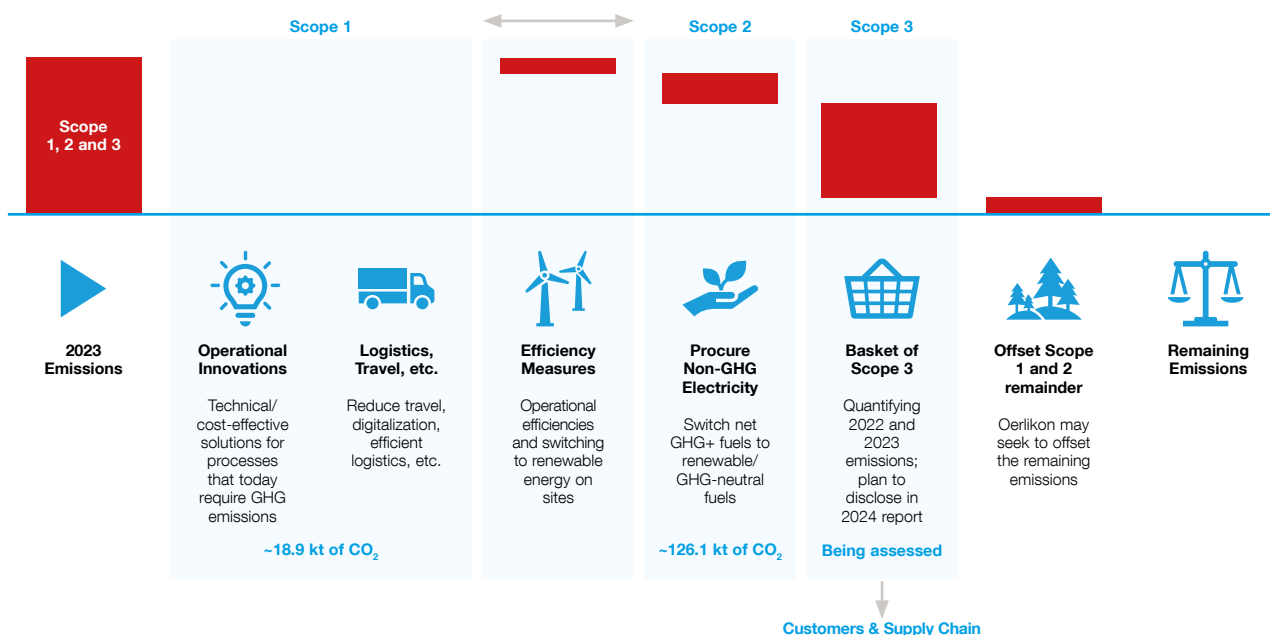 Scope 1
Scope 2
Scope 3
Scope
1, 2 and 3
2023
Emissions
Operational
Innovations
Technical/
cost-effective
solutions for
processes
that today
require GHG
emissions
Logistics,
Travel, etc.
Reduce travel,
digitalization,
efficient
logistics, etc.
~18.9 kt of CO₂
Efficiency
Measures
Operational
efficiencies
and switching
to renewable
energy on
sites
Procure
Non-GHG
Electricity
Switch net
GHG+ fuels to
renewable/
GHG-neutral
fuels
~126.1 kt of CO₂
Basket of
Scope 3
Quantifying
2022 and
2023
emissions;
plan to
disclose in
2024 report
Being assessed
Customers & Supply Chain
Offset Scope
1 and 2
remainder
Oerlikon may
seek to offset
the remaining
emissions
Remaining
Emissions